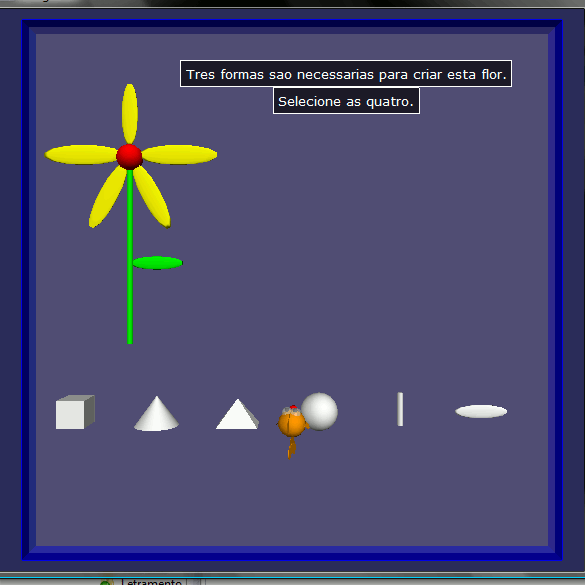 Tres formas sao necessarias para criar esta flor.
Selecione as quatro.
Letramento